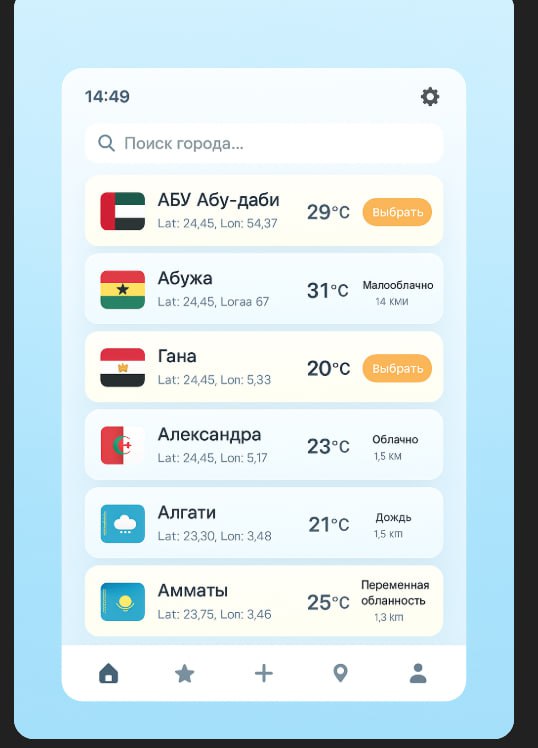 14:49
Поиск города...
АБУ Абу-даби
Lat: 24,45, Lon: 54,37
29°C
Выбрать
Абужа
Lat: 24,45, Loraa 67
31°C
Малооблачно
14 кми
Гана
Lat: 24,45, Lon: 5,33
20°C
Выбрать
Александра
Lat: 24,45, Lon: 5,17
23°C
Облачно
1,5 км
Алгати
Lat: 23,30, Lon: 3,48
21°C
Дождь
1,5 km
Амматы
Lat: 23,75, Lon: 3,46
25°C
Переменная
обланность
1,3 km